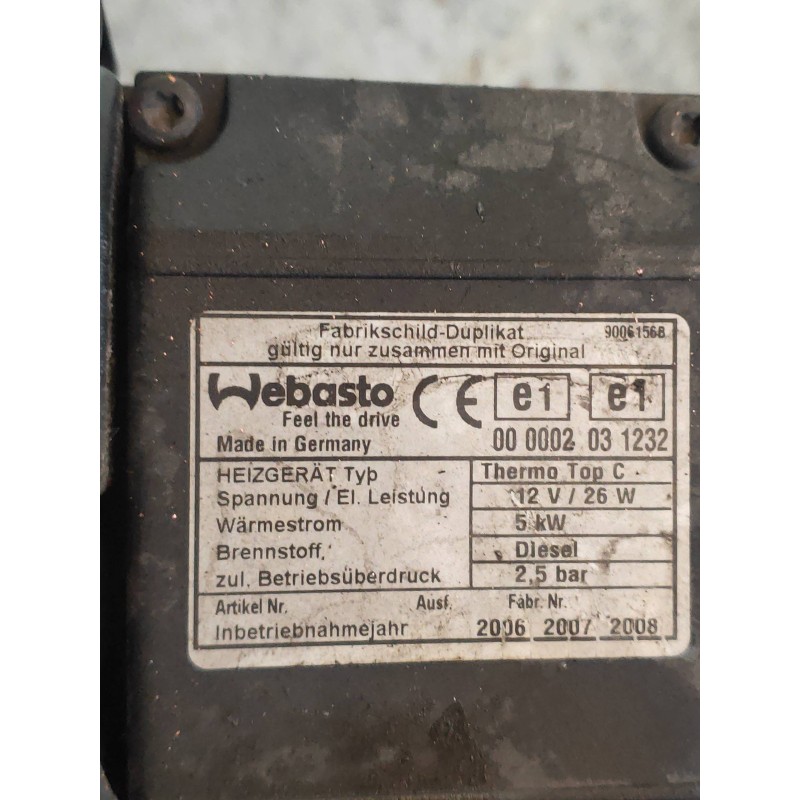 Fabrikschild-Duplikat 90061568
gültig nur zusammen mit Original
Webasto CE e1 e1
Feel the drive
Made in Germany 00 0002 03 1232
HEIZGERÄT Typ Thermo Top C
Spannung / El. Leistung 12 V / 26 W
Wärmestrom 5 kW
Brennstoff Diesel
zul. Betriebsüberdruck 2,5 bar
Artikel Nr. Ausf. Fabr. Nr.
Inbetriebnahmejahr 2006 2007 2008